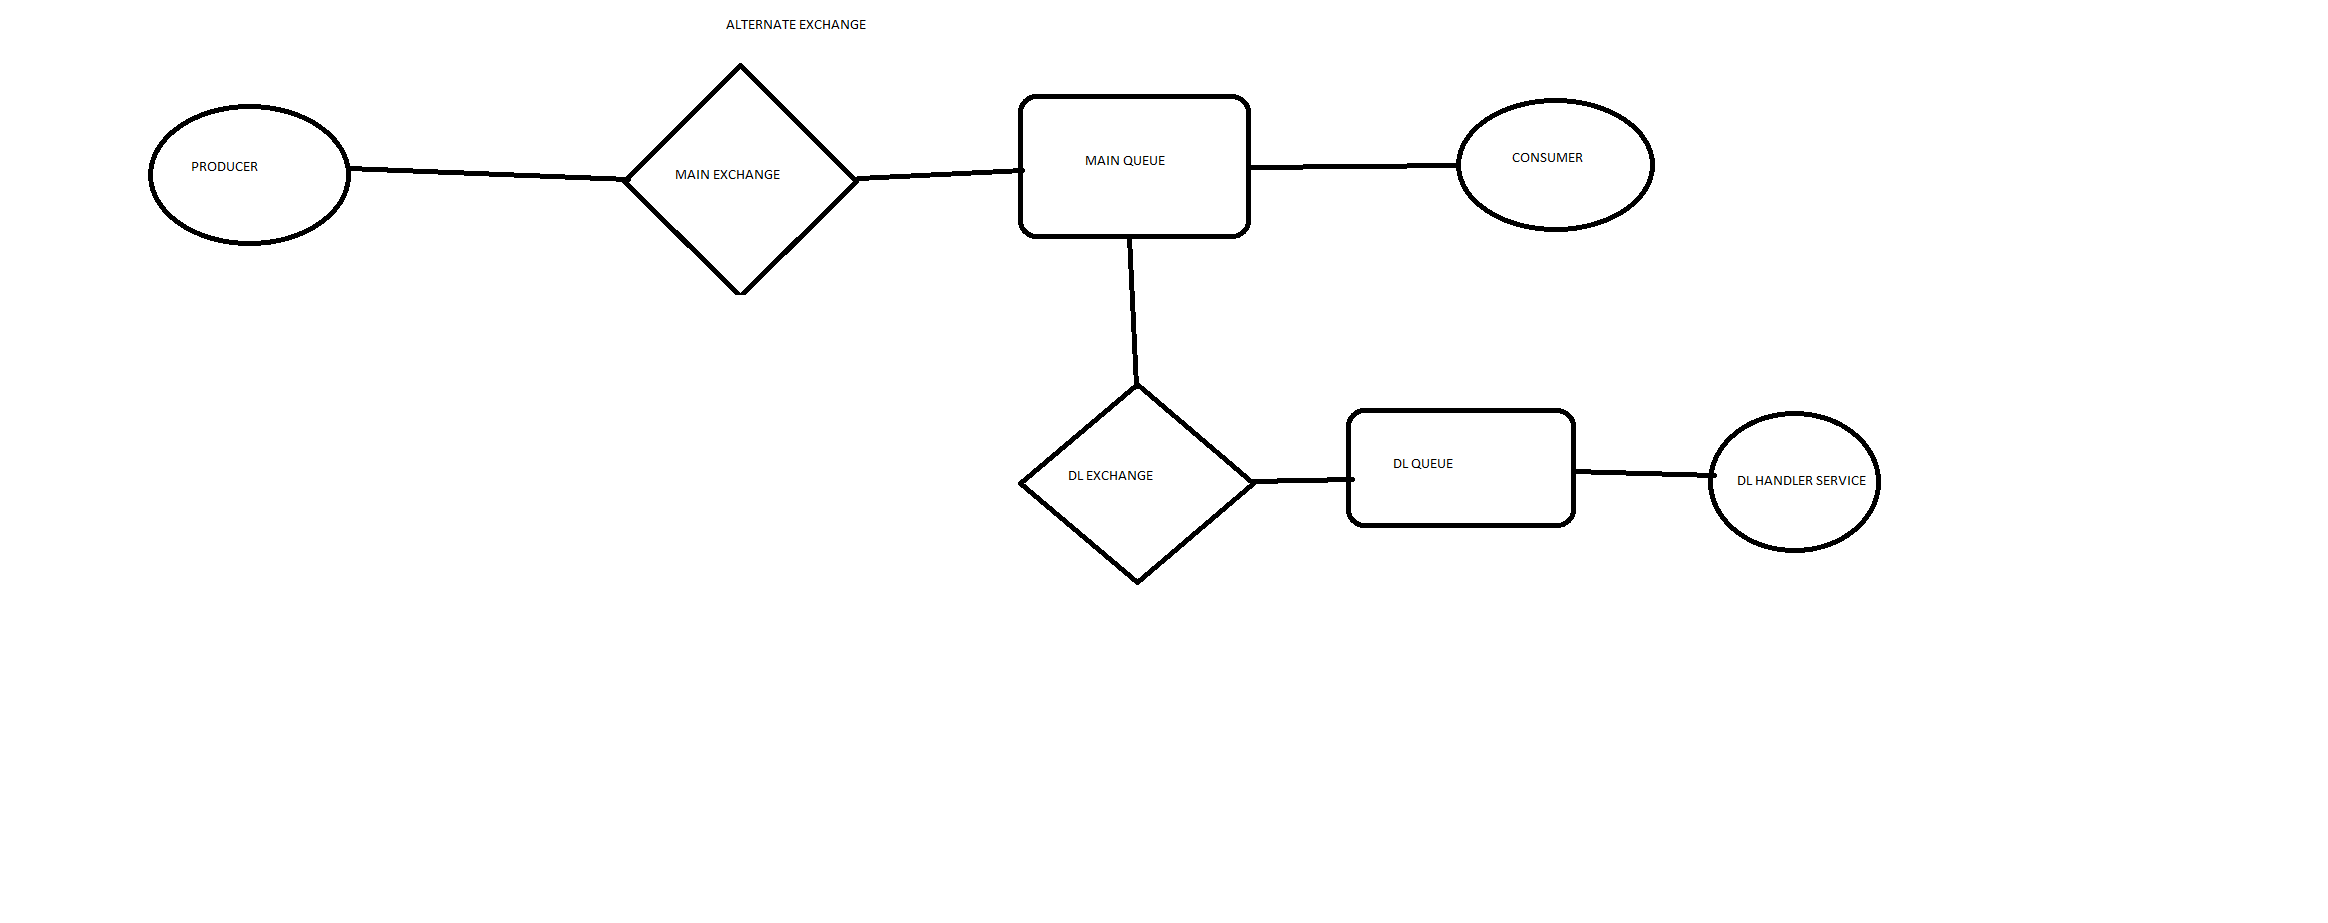 ALTERNATE EXCHANGE
PRODUCER
MAIN EXCHANGE
MAIN QUEUE
CONSUMER
DL EXCHANGE
DL QUEUE
DL HANDLER SERVICE